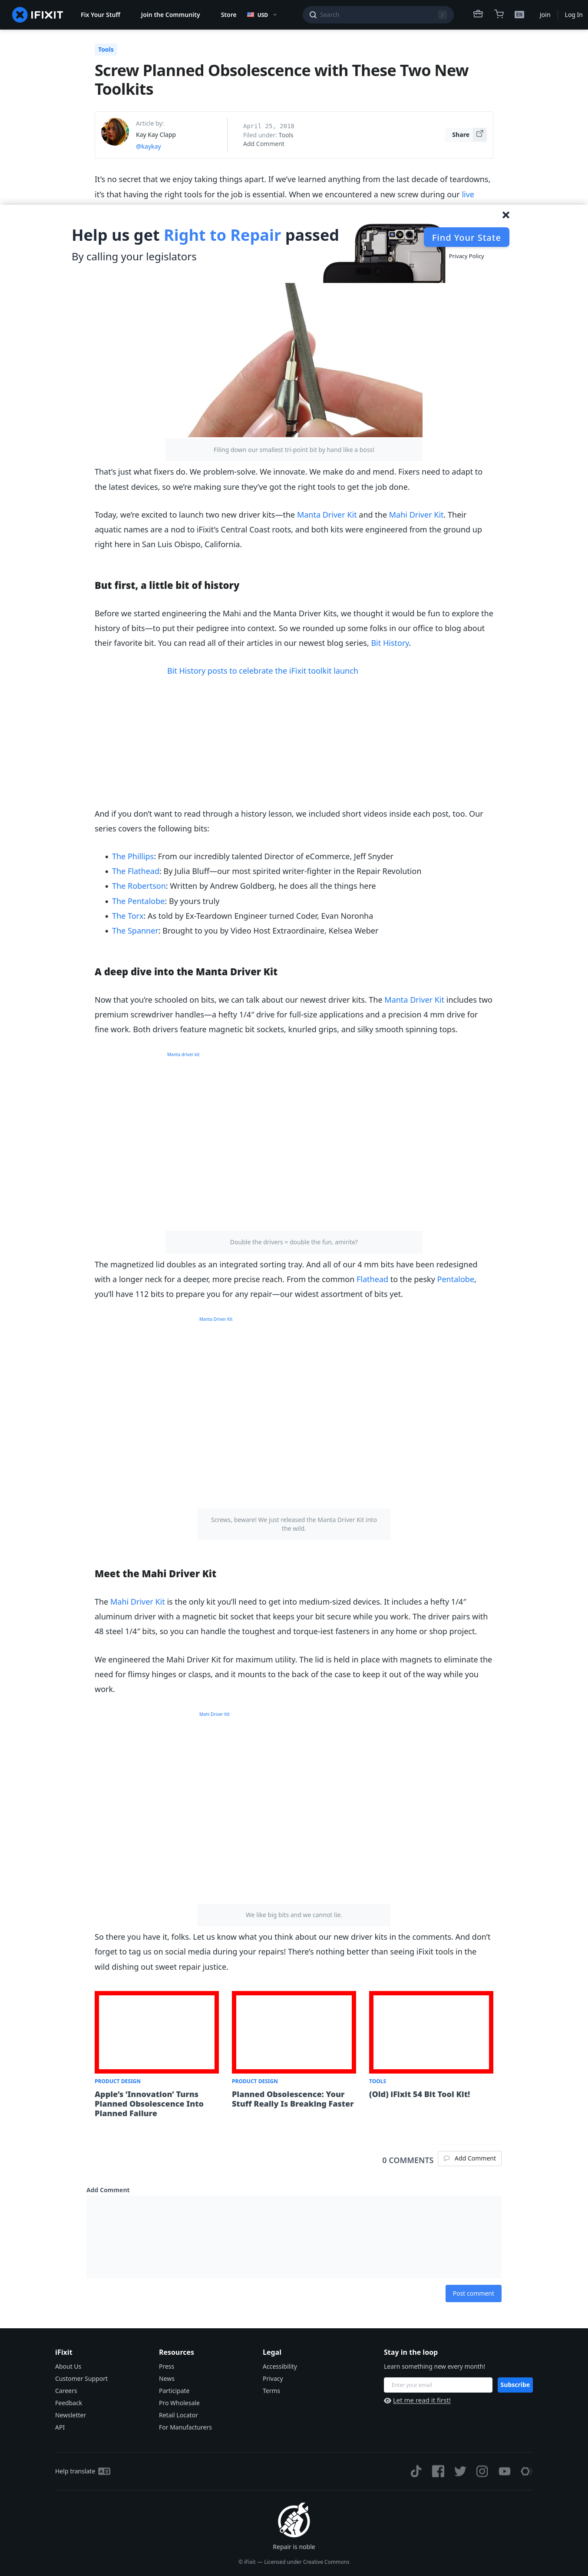 IFIXIT
Fix Your Stuff
Join the Community
Store
USD
Search
/
EN
Join
Log In
Tools
Screw Planned Obsolescence with These Two New
Toolkits
Article by:
Kay Kay Clapp
@kaykay
April 25, 2018
Filed under: Tools
Add Comment
Share
It’s no secret that we enjoy taking things apart. If we’ve learned anything from the last decade of teardowns,
it’s that having the right tools for the job is essential. When we encountered a new screw during our live
Help us get Right to Repair passed
By calling your legislators
Find Your State
Privacy Policy
Filing down our smallest tri-point bit by hand like a boss!
That’s just what fixers do. We problem-solve. We innovate. We make do and mend. Fixers need to adapt to
the latest devices, so we’re making sure they’ve got the right tools to get the job done.
Today, we’re excited to launch two new driver kits—the Manta Driver Kit and the Mahi Driver Kit. Their
aquatic names are a nod to iFixit’s Central Coast roots, and both kits were engineered from the ground up
right here in San Luis Obispo, California.
But first, a little bit of history
Before we started engineering the Mahi and the Manta Driver Kits, we thought it would be fun to explore the
history of bits—to put their pedigree into context. So we rounded up some folks in our office to blog about
their favorite bit. You can read all of their articles in our newest blog series, Bit History.
Bit History posts to celebrate the iFixit toolkit launch
And if you don’t want to read through a history lesson, we included short videos inside each post, too. Our
series covers the following bits:
The Phillips: From our incredibly talented Director of eCommerce, Jeff Snyder
The Flathead: By Julia Bluff—our most spirited writer-fighter in the Repair Revolution
The Robertson: Written by Andrew Goldberg, he does all the things here
The Pentalobe: By yours truly
The Torx: As told by Ex-Teardown Engineer turned Coder, Evan Noronha
The Spanner: Brought to you by Video Host Extraordinaire, Kelsea Weber
A deep dive into the Manta Driver Kit
Now that you’re schooled on bits, we can talk about our newest driver kits. The Manta Driver Kit includes two
premium screwdriver handles—a hefty 1/4″ drive for full-size applications and a precision 4 mm drive for
fine work. Both drivers feature magnetic bit sockets, knurled grips, and silky smooth spinning tops.
Manta driver kit
Double the drivers = double the fun, amirite?
The magnetized lid doubles as an integrated sorting tray. And all of our 4 mm bits have been redesigned
with a longer neck for a deeper, more precise reach. From the common Flathead to the pesky Pentalobe,
you’ll have 112 bits to prepare you for any repair—our widest assortment of bits yet.
Manta Driver Kit
Screws, beware! We just released the Manta Driver Kit into
the wild.
Meet the Mahi Driver Kit
The Mahi Driver Kit is the only kit you’ll need to get into medium-sized devices. It includes a hefty 1/4″
aluminum driver with a magnetic bit socket that keeps your bit secure while you work. The driver pairs with
48 steel 1/4″ bits, so you can handle the toughest and torque-iest fasteners in any home or shop project.
We engineered the Mahi Driver Kit for maximum utility. The lid is held in place with magnets to eliminate the
need for flimsy hinges or clasps, and it mounts to the back of the case to keep it out of the way while you
work.
Mahi Driver Kit
We like big bits and we cannot lie.
So there you have it, folks. Let us know what you think about our new driver kits in the comments. And don’t
forget to tag us on social media during your repairs! There’s nothing better than seeing iFixit tools in the
wild dishing out sweet repair justice.
PRODUCT DESIGN
Apple’s ‘Innovation’ Turns
Planned Obsolescence Into
Planned Failure
PRODUCT DESIGN
Planned Obsolescence: Your
Stuff Really Is Breaking Faster
TOOLS
(Old) iFixit 54 Bit Tool Kit!
0 COMMENTS
Add Comment
Add Comment
Post comment
iFixit
About Us
Customer Support
Careers
Feedback
Newsletter
API
Resources
Press
News
Participate
Pro Wholesale
Retail Locator
For Manufacturers
Legal
Accessibility
Privacy
Terms
Stay in the loop
Learn something new every month!
Enter your email
Subscribe
Let me read it first!
Help translate
Repair is noble
© iFixit — Licensed under Creative Commons